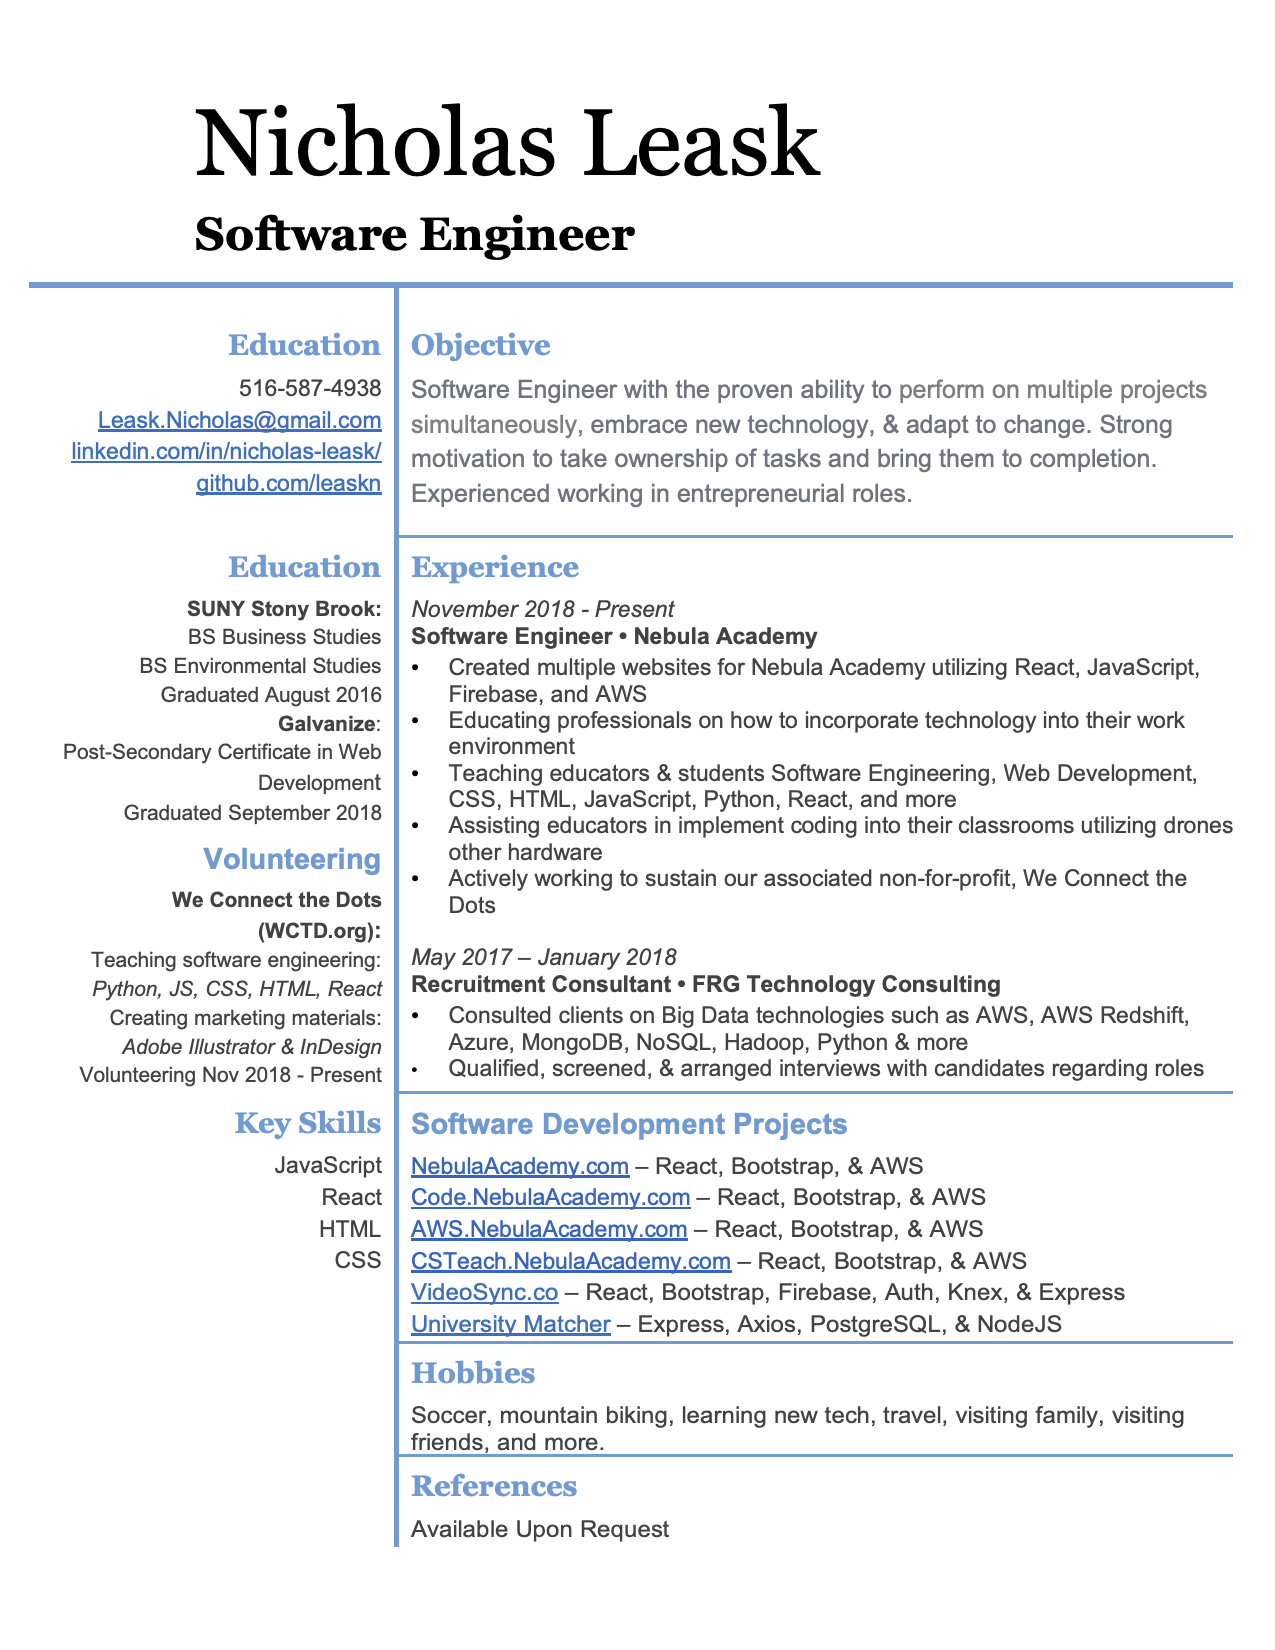 Nicholas Leask
Software Engineer
Education
516-587-4938
Leask.Nicholas@gmail.com
linkedin.com/in/nicholas-leask/
github.com/leaskn
Objective
Software Engineer with the proven ability to perform on multiple projects
simultaneously, embrace new technology, & adapt to change. Strong
motivation to take ownership of tasks and bring them to completion.
Experienced working in entrepreneurial roles.
Education
SUNY Stony Brook:
BS Business Studies
BS Environmental Studies
Graduated August 2016
Galvanize:
Post-Secondary Certificate in Web
Development
Graduated September 2018
Volunteering
We Connect the Dots
(WCTD.org):
Teaching software engineering:
Python, JS, CSS, HTML, React
Creating marketing materials:
Adobe Illustrator & InDesign
Volunteering Nov 2018 - Present
Experience
November 2018 - Present
Software Engineer • Nebula Academy
• Created multiple websites for Nebula Academy utilizing React, JavaScript,
Firebase, and AWS
• Educating professionals on how to incorporate technology into their work
environment
• Teaching educators & students Software Engineering, Web Development,
CSS, HTML, JavaScript, Python, React, and more
• Assisting educators in implement coding into their classrooms utilizing drones
other hardware
• Actively working to sustain our associated non-for-profit, We Connect the
Dots
May 2017 – January 2018
Recruitment Consultant • FRG Technology Consulting
• Consulted clients on Big Data technologies such as AWS, AWS Redshift,
Azure, MongoDB, NoSQL, Hadoop, Python & more
• Qualified, screened, & arranged interviews with candidates regarding roles
Key Skills
JavaScript
React
HTML
CSS
Software Development Projects
NebulaAcademy.com – React, Bootstrap, & AWS
Code.NebulaAcademy.com – React, Bootstrap, & AWS
AWS.NebulaAcademy.com – React, Bootstrap, & AWS
CSTeach.NebulaAcademy.com – React, Bootstrap, & AWS
VideoSync.co – React, Bootstrap, Firebase, Auth, Knex, & Express
University Matcher – Express, Axios, PostgreSQL, & NodeJS
Hobbies
Soccer, mountain biking, learning new tech, travel, visiting family, visiting
friends, and more.
References
Available Upon Request